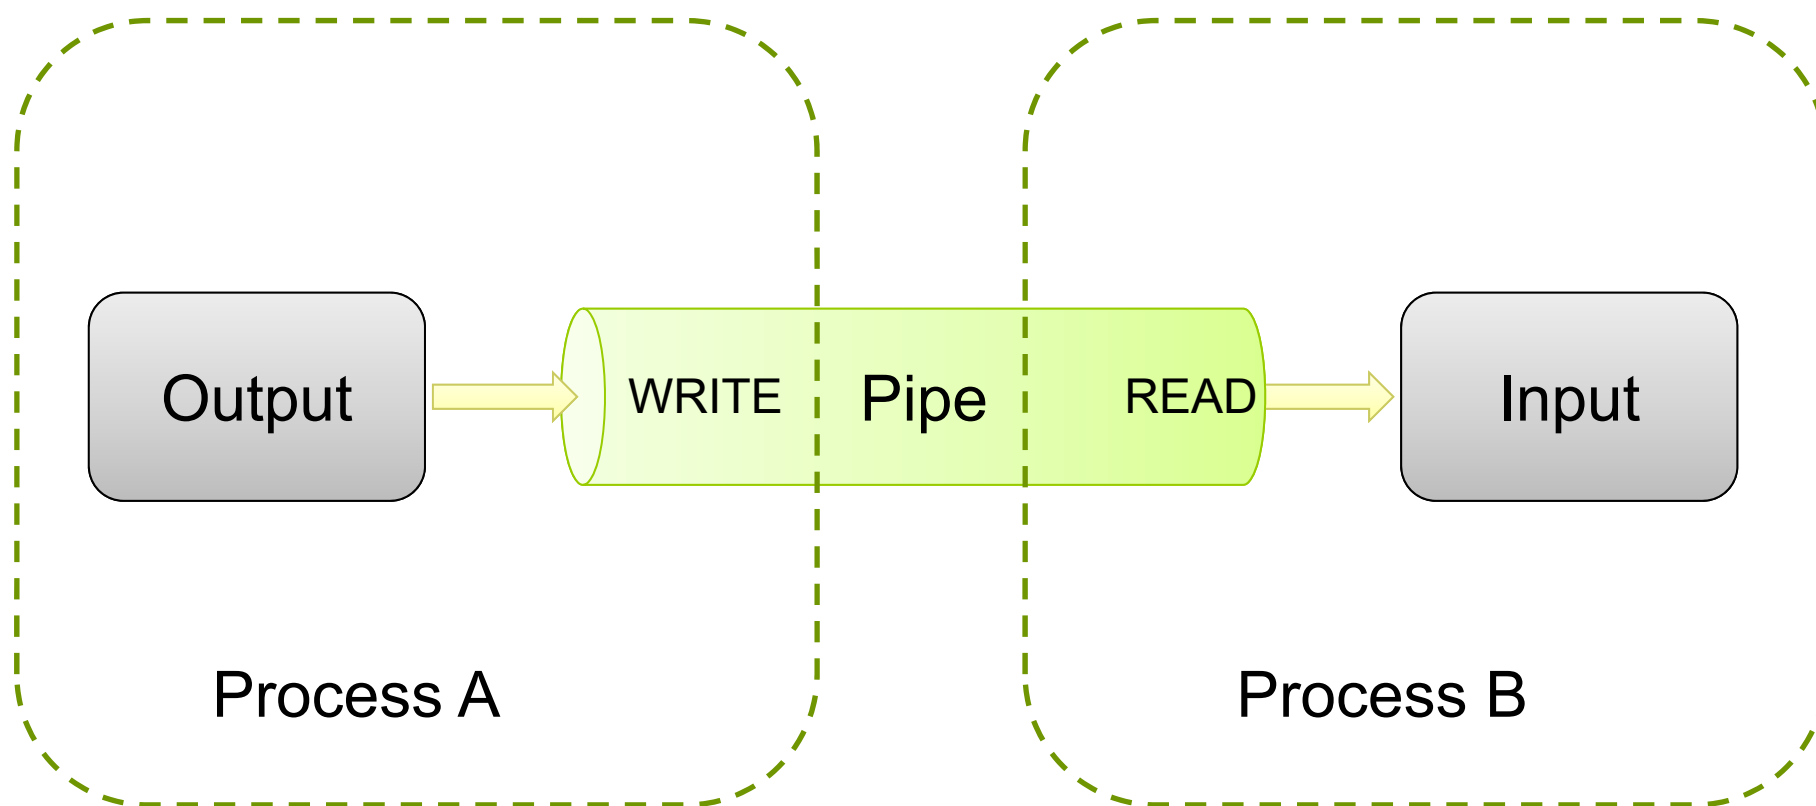 Output
WRITE
Pipe
READ
Input
Process A
Process B